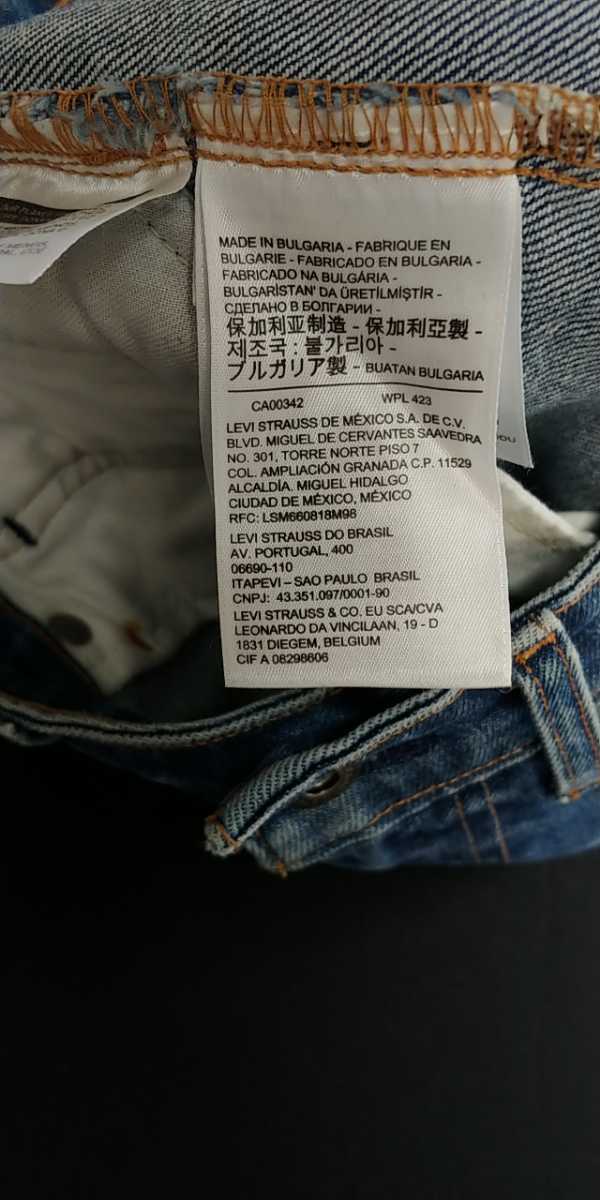 MADE IN BULGARIA - FABRIQUE EN
BULGARIE - FABRICADO EN BULGARIA -
FABRICADO NA BULGÁRIA -
BULGARİSTAN' DA ÜRETİLMİŞTİR -
СДЕЛАНО В БОЛГАРИИ -
保加利亚制造 - 保加利亞製 -
제조국 : 불가리아 -
ブルガリア製 - BUATAN BULGARIA
CA00342 WPL 423
LEVI STRAUSS DE MÉXICO S.A. DE C.V.
BLVD. MIGUEL DE CERVANTES SAAVEDRA
NO. 301, TORRE NORTE PISO 7
COL. AMPLIACIÓN GRANADA C.P. 11529
ALCALDÍA. MIGUEL HIDALGO
CIUDAD DE MÉXICO, MÉXICO
RFC: LSM660818M98
LEVI STRAUSS DO BRASIL
AV. PORTUGAL, 400
06690-110
ITAPEVI – SAO PAULO BRASIL
CNPJ: 43.351.097/0001-90
LEVI STRAUSS & CO. EU SCA/CVA
LEONARDO DA VINCILAAN, 19 - D
1831 DIEGEM, BELGIUM
CIF A 08298606